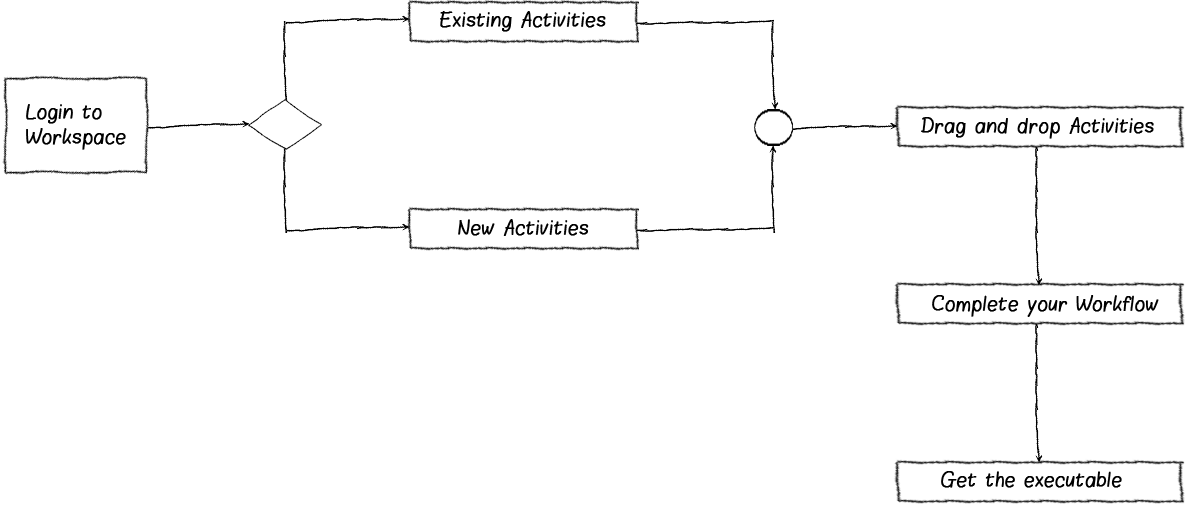 Existing Activities
Login to
Workspace
Drag and drop Activities
New Activities
Complete your Workflow
Get the executable